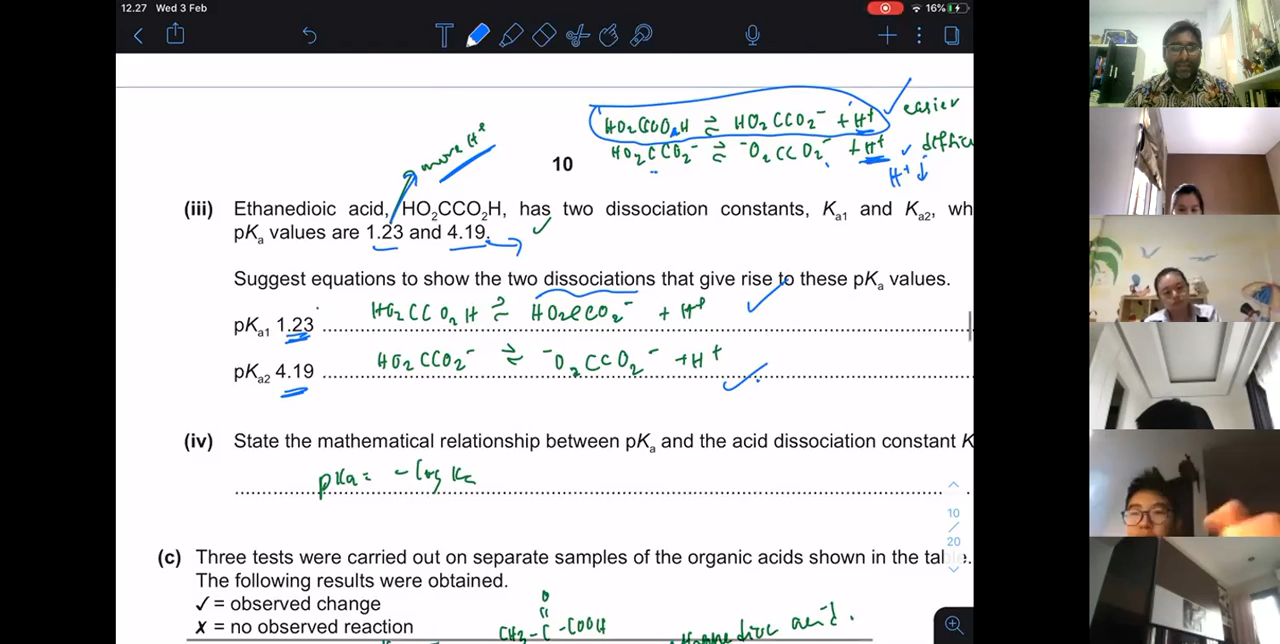 12.27 Wed 3 Feb
16%
HO2CCO2H ⇌ HO2CCO2⁻ + H⁺ easier
HO2CCO2⁻ ⇌ ⁻O2CCO2⁻ + H⁺
H⁺ ↓
more H⁺
10
(iii) Ethanedioic acid, HO2CCO2H, has two dissociation constants, Ka1 and Ka2, wh
pKa values are 1.23 and 4.19.
Suggest equations to show the two dissociations that give rise to these pKa values.
pKa1 1.23 HO2CCO2H ⇌ HO2CCO2⁻ + H⁺
pKa2 4.19 HO2CCO2⁻ ⇌ ⁻O2CCO2⁻ + H⁺
(iv) State the mathematical relationship between pKa and the acid dissociation constant K
pKa = - log Ka
10
/
20
(c) Three tests were carried out on separate samples of the organic acids shown in the table.
The following results were obtained.
✓ = observed change
✗ = no observed reaction
O
CH3-C-COOH
acid.